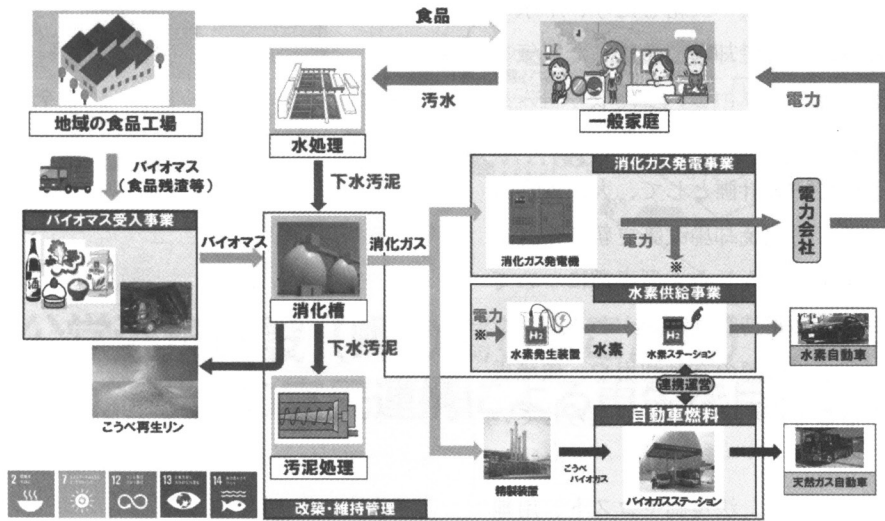 食品
地域の食品工場
水処理
汚水
一般家庭
電力
バイオマス
(食品残渣等)
下水汚泥
バイオマス受入事業
バイオマス
消化槽
消化ガス
消化ガス発電事業
消化ガス発電機
電力
※
電力会社
水素供給事業
電力
※
H2
水素発生装置
水素
H2
水素ステーション
水素自動車
連携運営
下水汚泥
こうべ再生リン
汚泥処理
自動車燃料
精製装置
こうべ
バイオガス
バイオガスステーション
天然ガス自動車
2
7
12
13
14
改築・維持管理